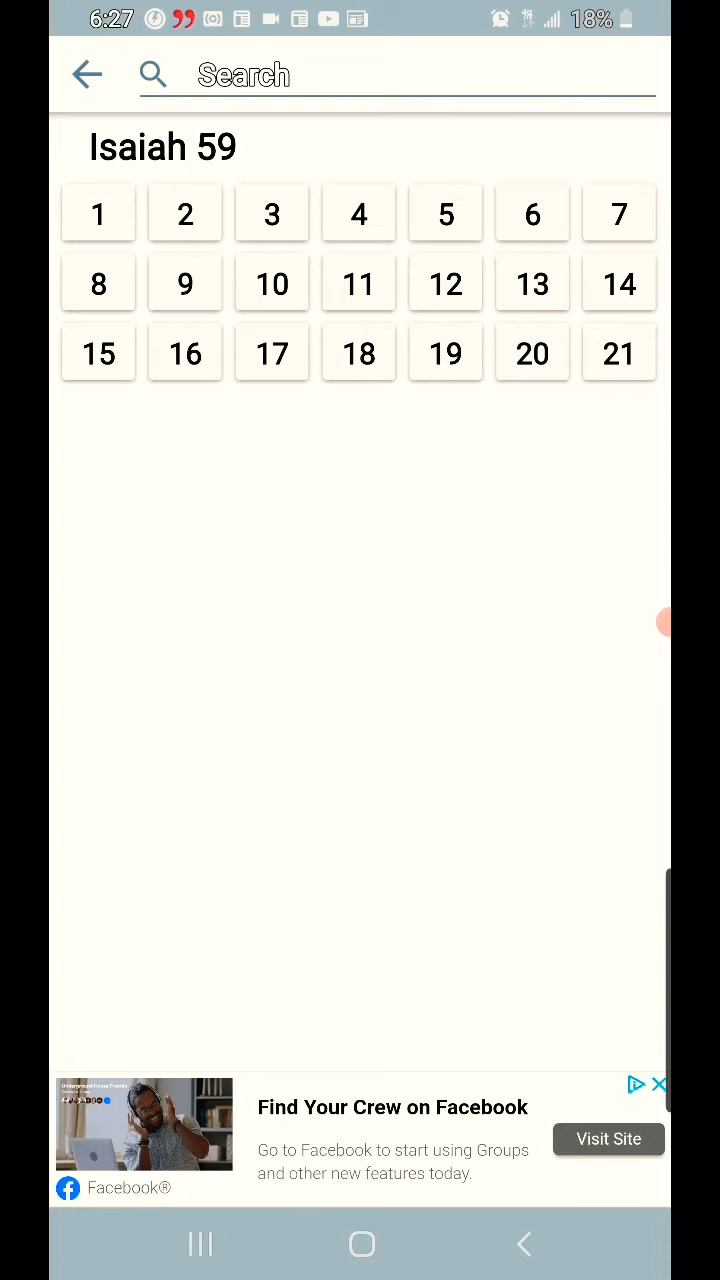 6:27
18%
Search
Isaiah 59
1 2 3 4 5 6 7
8 9 10 11 12 13 14
15 16 17 18 19 20 21
Find Your Crew on Facebook
Go to Facebook to start using Groups
and other new features today.
Visit Site
Facebook®